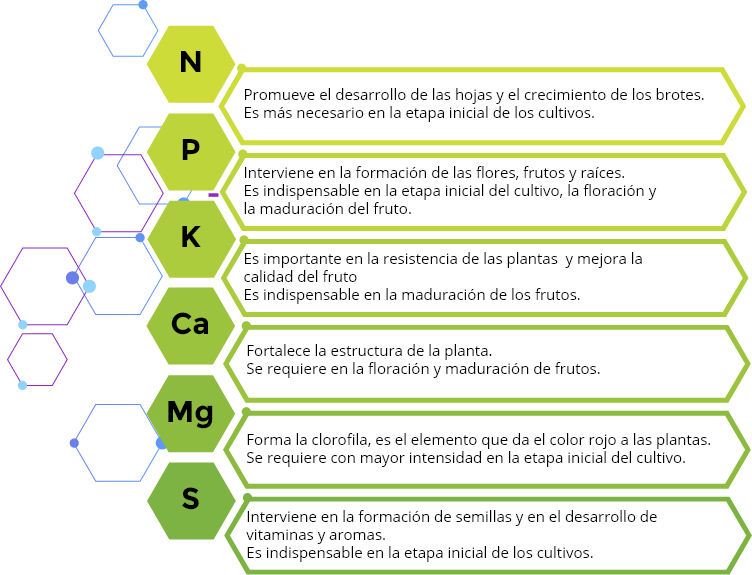 N
Promueve el desarrollo de las hojas y el crecimiento de los brotes.
Es más necesario en la etapa inicial de los cultivos.
P
Interviene en la formación de las flores, frutos y raíces.
Es indispensable en la etapa inicial del cultivo, la floración y
la maduración del fruto.
K
Es importante en la resistencia de las plantas  y mejora la
calidad del fruto
Es indispensable en la maduración de los frutos.
Ca
Fortalece la estructura de la planta.
Se requiere en la floración y maduración de frutos.
Mg
Forma la clorofila, es el elemento que da el color rojo a las plantas.
Se requiere con mayor intensidad en la etapa inicial del cultivo.
S
Interviene en la formación de semillas y en el desarrollo de
vitaminas y aromas.
Es indispensable en la etapa inicial de los cultivos.